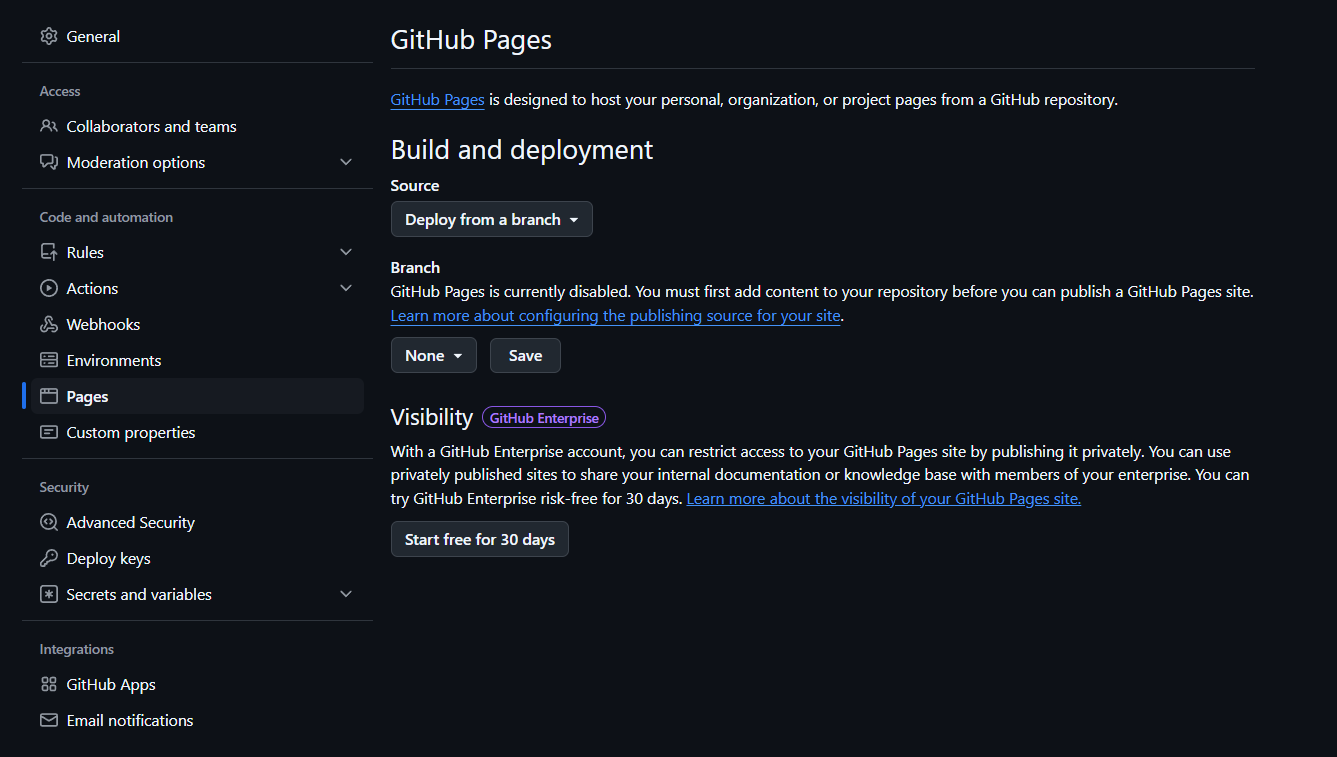 General
Access
Collaborators and teams
Moderation options
Code and automation
Rules
Actions
Webhooks
Environments
Pages
Custom properties
Security
Advanced Security
Deploy keys
Secrets and variables
Integrations
GitHub Apps
Email notifications
GitHub Pages
GitHub Pages is designed to host your personal, organization, or project pages from a GitHub repository.
Build and deployment
Source
Deploy from a branch
Branch
GitHub Pages is currently disabled. You must first add content to your repository before you can publish a GitHub Pages site.
Learn more about configuring the publishing source for your site.
None Save
Visibility GitHub Enterprise
With a GitHub Enterprise account, you can restrict access to your GitHub Pages site by publishing it privately. You can use
privately published sites to share your internal documentation or knowledge base with members of your enterprise. You can
try GitHub Enterprise risk-free for 30 days. Learn more about the visibility of your GitHub Pages site.
Start free for 30 days